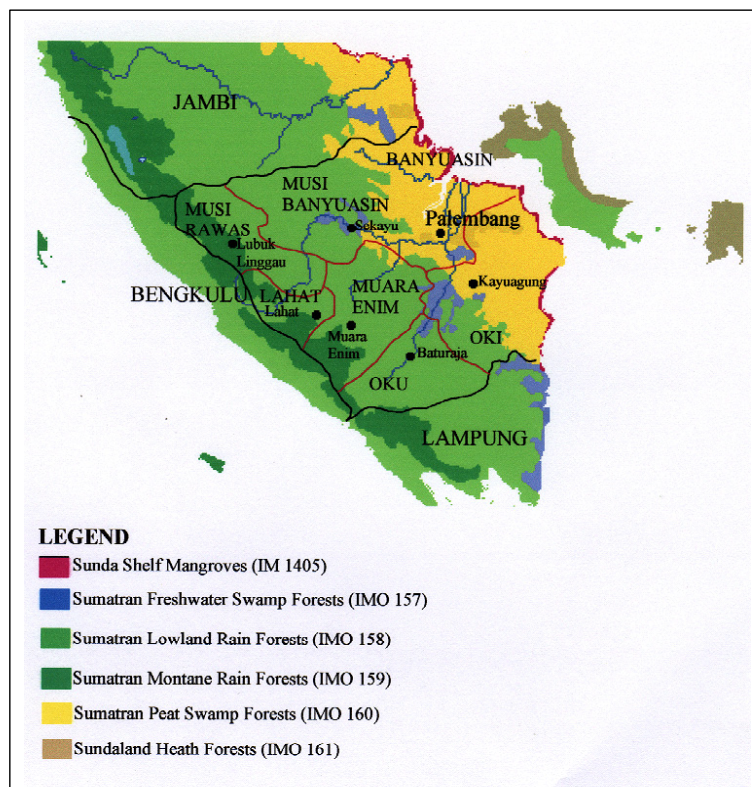 JAMBI
BANYUASIN
MUSI
BANYUASIN
MUSI
RAWAS
Sekayu
Palembang
Lubuk
Linggau
BENGKULU
LAHAT
Lahat
MUARA
ENIM
Kayuagung
Muara
Enim
OKI
Baturaja
OKU
LAMPUNG
LEGEND
Sunda Shelf Mangroves (IM 1405)
Sumatran Freshwater Swamp Forests (IMO 157)
Sumatran Lowland Rain Forests (IMO 158)
Sumatran Montane Rain Forests (IMO 159)
Sumatran Peat Swamp Forests (IMO 160)
Sundaland Heath Forests (IMO 161)